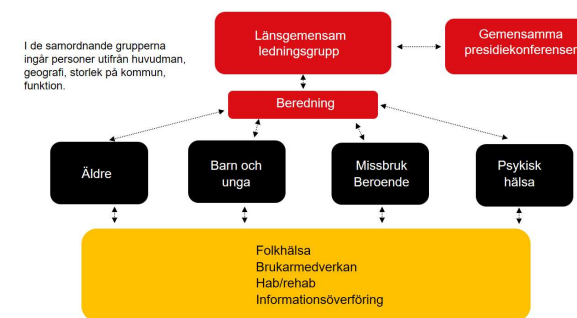 Länsgemensam
ledningsgrupp
Gemensamma
presidiekonferensen
I de samordnande grupperna
ingår personer utifrån huvudman,
geografi, storlek på kommun,
funktion.
Beredning
Äldre
Barn och
unga
Missbruk
Beroende
Psykisk
hälsa
Folkhälsa
Brukarmedverkan
Hab/rehab
Informationsöverföring